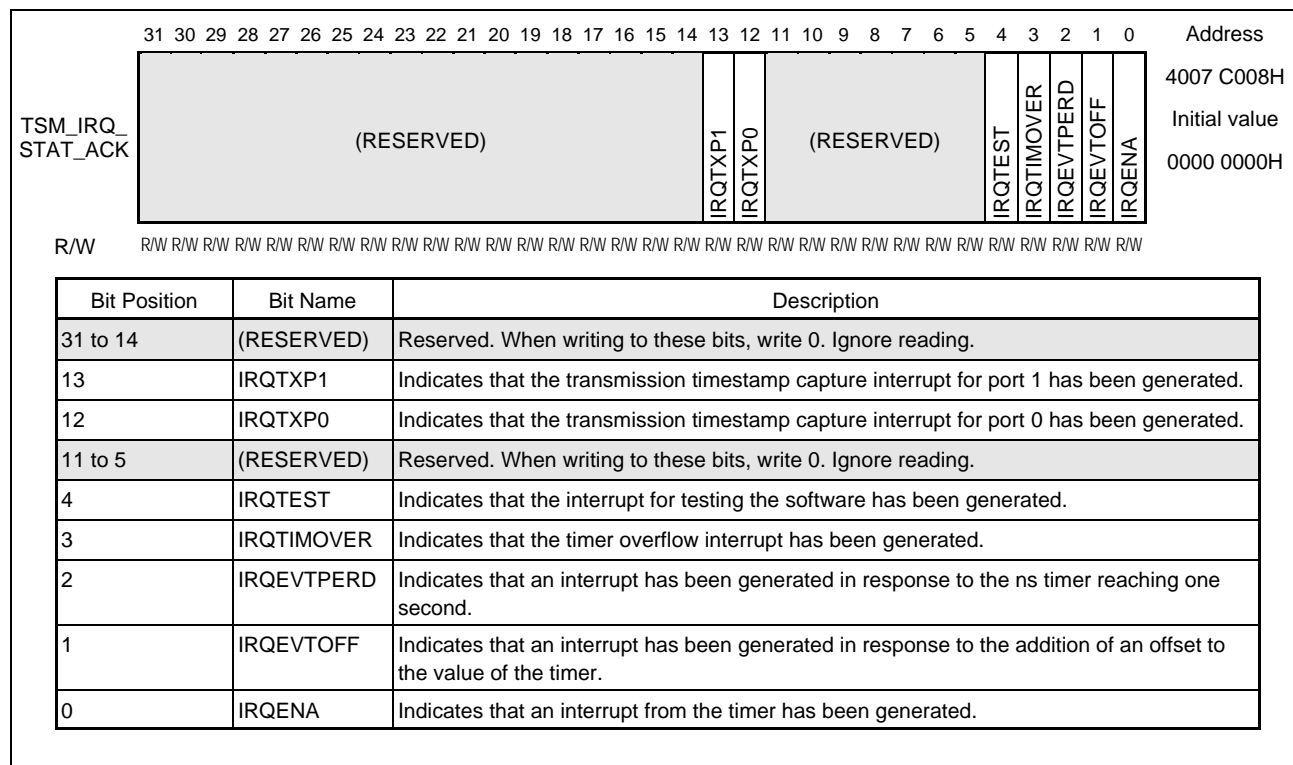 31 30 29 28 27 26 25 24 23 22 21 20 19 18 17 16 15 14 13 12 11 10 9 8 7 6 5 4 3 2 1 0 Address
4007 C008H
Initial value
0000 0000H
TSM_IRQ_
STAT_ACK
(RESERVED)
IRQTXP1
IRQTXP0
(RESERVED)
IRQTEST
IRQTIMOVER
IRQEVTPERD
IRQEVTOFF
IRQENA
R/W R/W R/W R/W R/W R/W R/W R/W R/W R/W R/W R/W R/W R/W R/W R/W R/W R/W R/W R/W R/W R/W R/W R/W R/W R/W R/W R/W R/W R/W R/W R/W R/W
Bit Position Bit Name Description
31 to 14 (RESERVED) Reserved. When writing to these bits, write 0. Ignore reading.
13 IRQTXP1 Indicates that the transmission timestamp capture interrupt for port 1 has been generated.
12 IRQTXP0 Indicates that the transmission timestamp capture interrupt for port 0 has been generated.
11 to 5 (RESERVED) Reserved. When writing to these bits, write 0. Ignore reading.
4 IRQTEST Indicates that the interrupt for testing the software has been generated.
3 IRQTIMOVER Indicates that the timer overflow interrupt has been generated.
2 IRQEVTPERD Indicates that an interrupt has been generated in response to the ns timer reaching one
second.
1 IRQEVTOFF Indicates that an interrupt has been generated in response to the addition of an offset to
the value of the timer.
0 IRQENA Indicates that an interrupt from the timer has been generated.